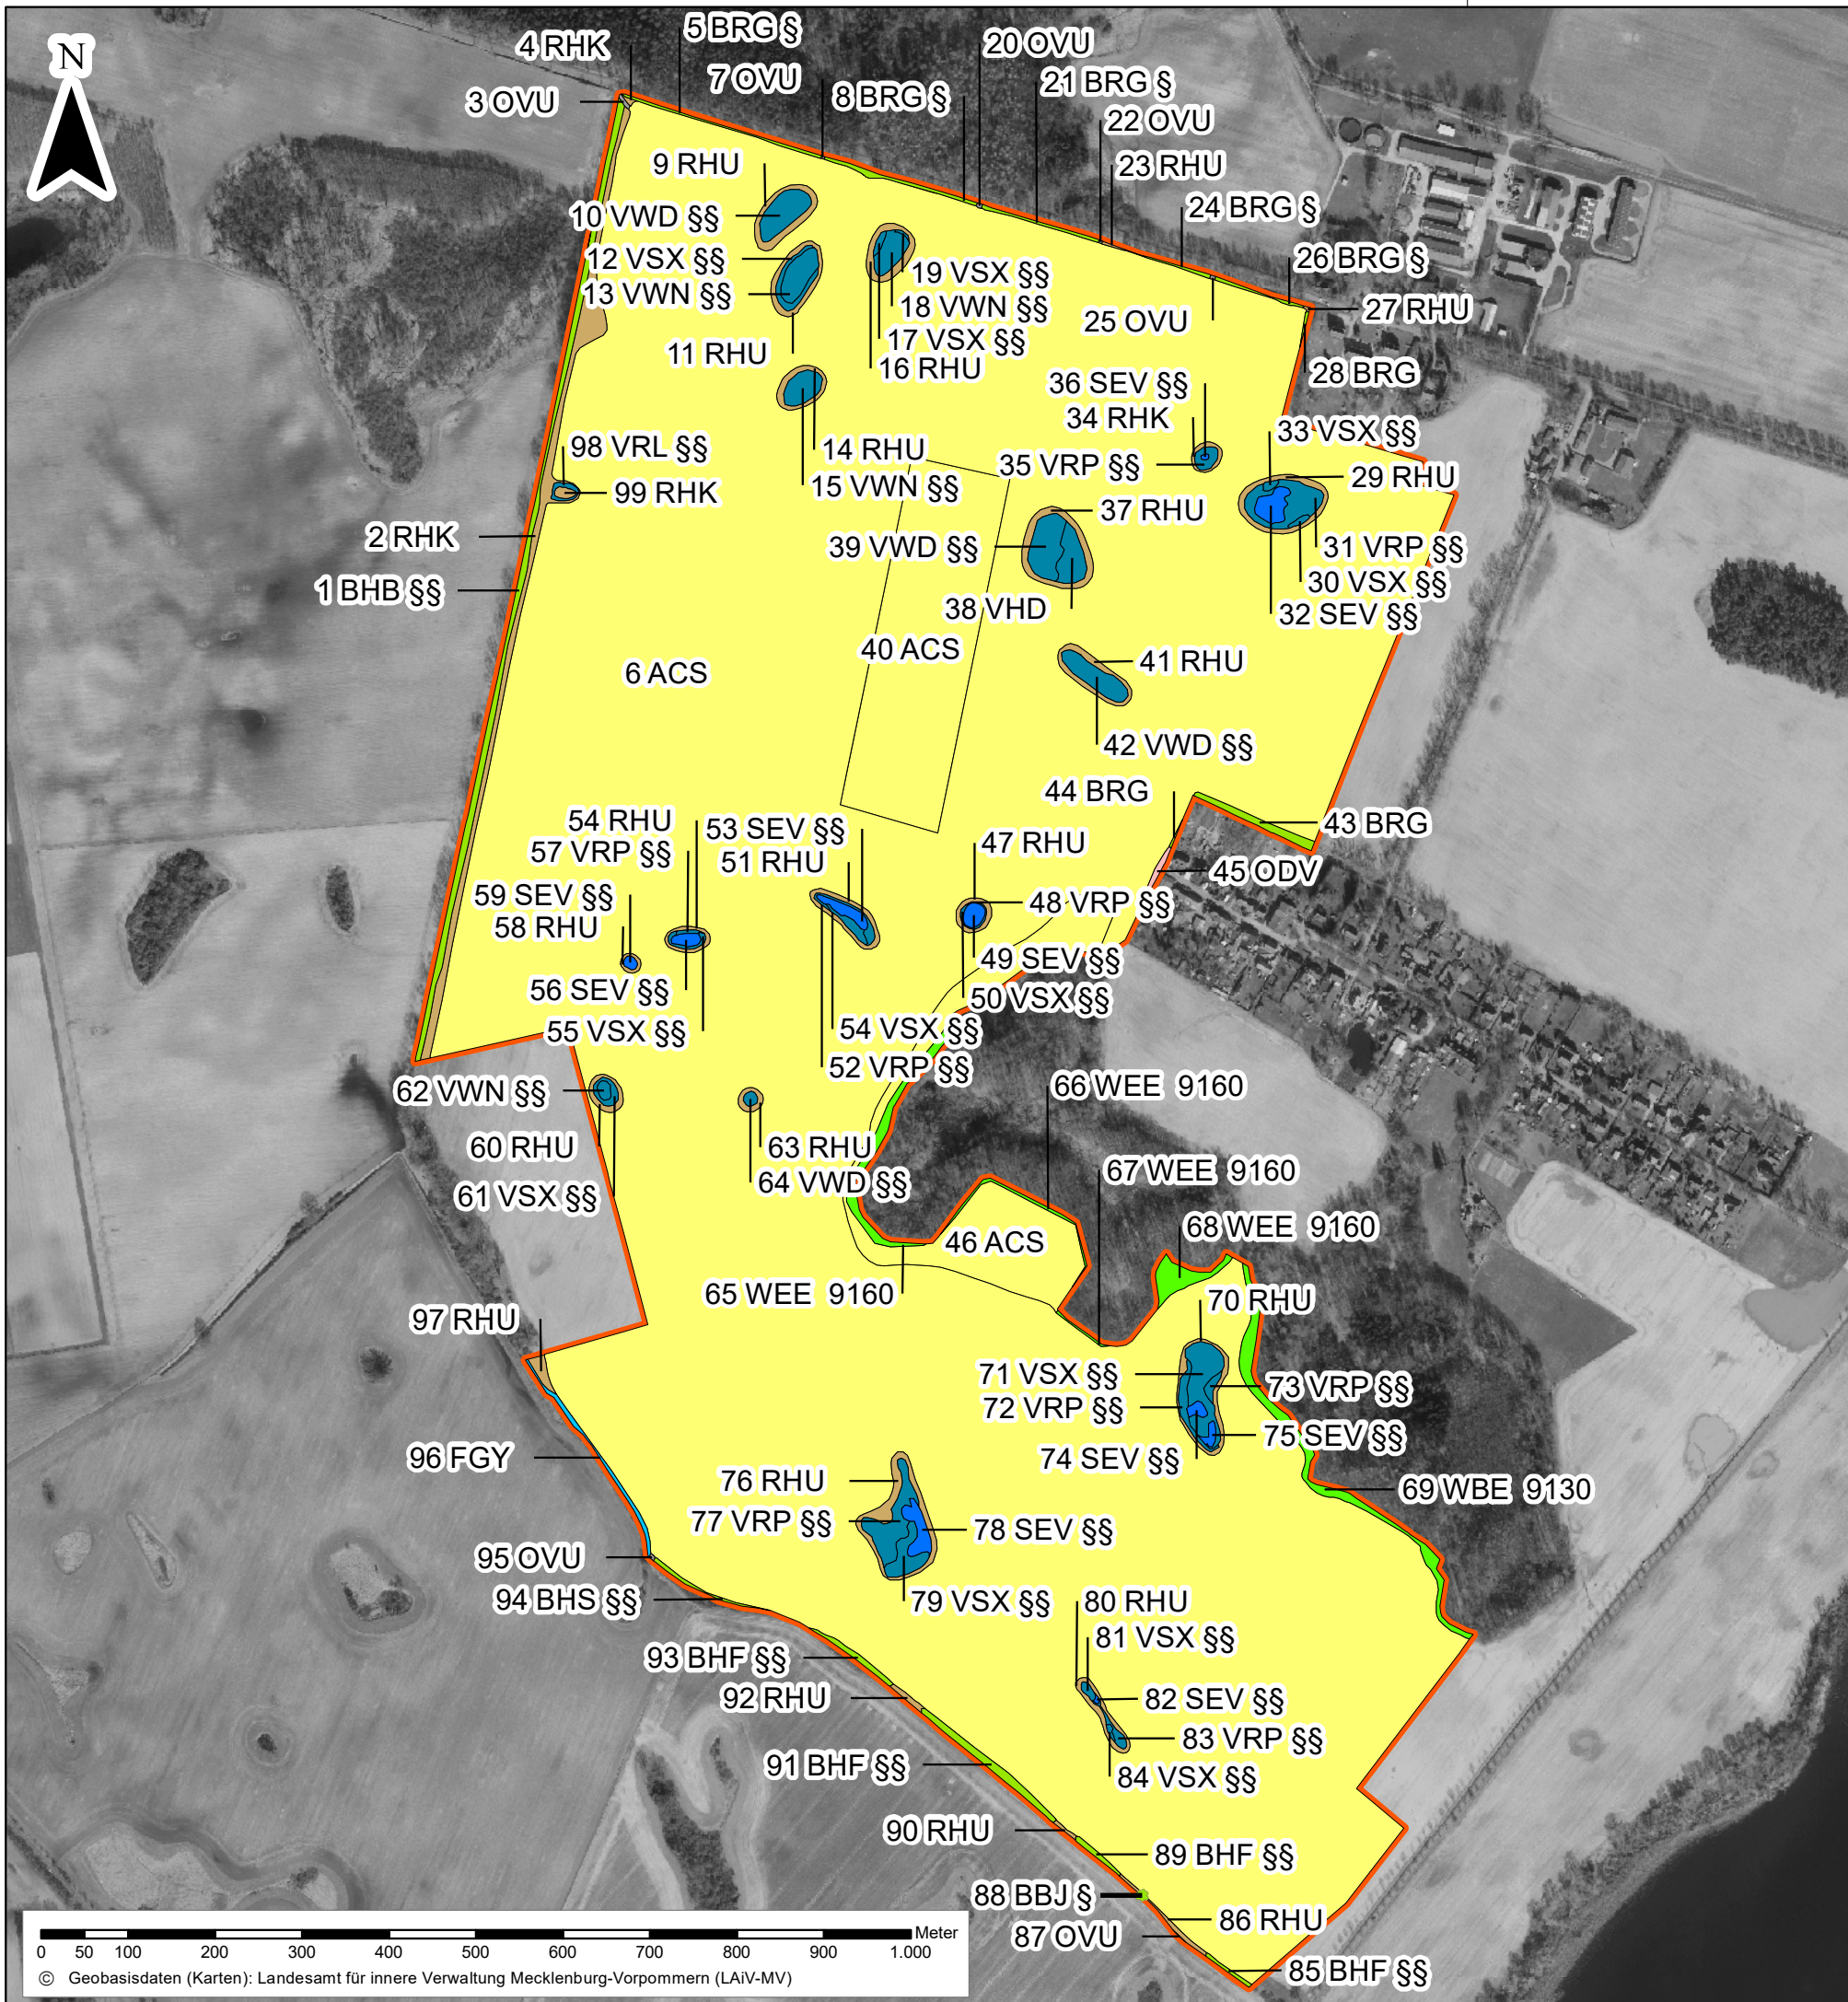 N
4 RHK
5 BRG §
20 OVU
3 OVU
7 OVU
8 BRG §
21 BRG §
22 OVU
9 RHU
23 RHU
10 VWD §§
24 BRG §
12 VSX §§
19 VSX §§
26 BRG §
13 VWN §§
18 VWN §§
25 OVU
27 RHU
11 RHU
17 VSX §§
16 RHU
28 BRG
36 SEV §§
34 RHK
33 VSX §§
98 VRL §§
14 RHU
35 VRP §§
29 RHU
99 RHK
15 VWN §§
37 RHU
2 RHK
39 VWD §§
31 VRP §§
1 BHB §§
30 VSX §§
38 VHD
32 SEV §§
40 ACS
6 ACS
41 RHU
42 VWD §§
44 BRG
54 RHU
53 SEV §§
47 RHU
43 BRG
57 VRP §§
51 RHU
45 ODV
59 SEV §§
48 VRP §§
58 RHU
49 SEV §§
56 SEV §§
50 VSX §§
55 VSX §§
54 VSX §§
52 VRP §§
62 VWN §§
66 WEE 9160
60 RHU
63 RHU
67 WEE 9160
61 VSX §§
64 VWD §§
68 WEE 9160
46 ACS
65 WEE 9160
70 RHU
97 RHU
71 VSX §§
73 VRP §§
72 VRP §§
75 SEV §§
96 FGY
74 SEV §§
76 RHU
69 WBE 9130
77 VRP §§
78 SEV §§
95 OVU
94 BHS §§
79 VSX §§
80 RHU
81 VSX §§
93 BHF §§
92 RHU
82 SEV §§
83 VRP §§
91 BHF §§
84 VSX §§
90 RHU
89 BHF §§
88 BBJ §
86 RHU
87 OVU
85 BHF §§
Meter
0 50 100 200 300 400 500 600 700 800 900 1.000
© Geobasisdaten (Karten): Landesamt für innere Verwaltung Mecklenburg-Vorpommern (LAiV-MV)